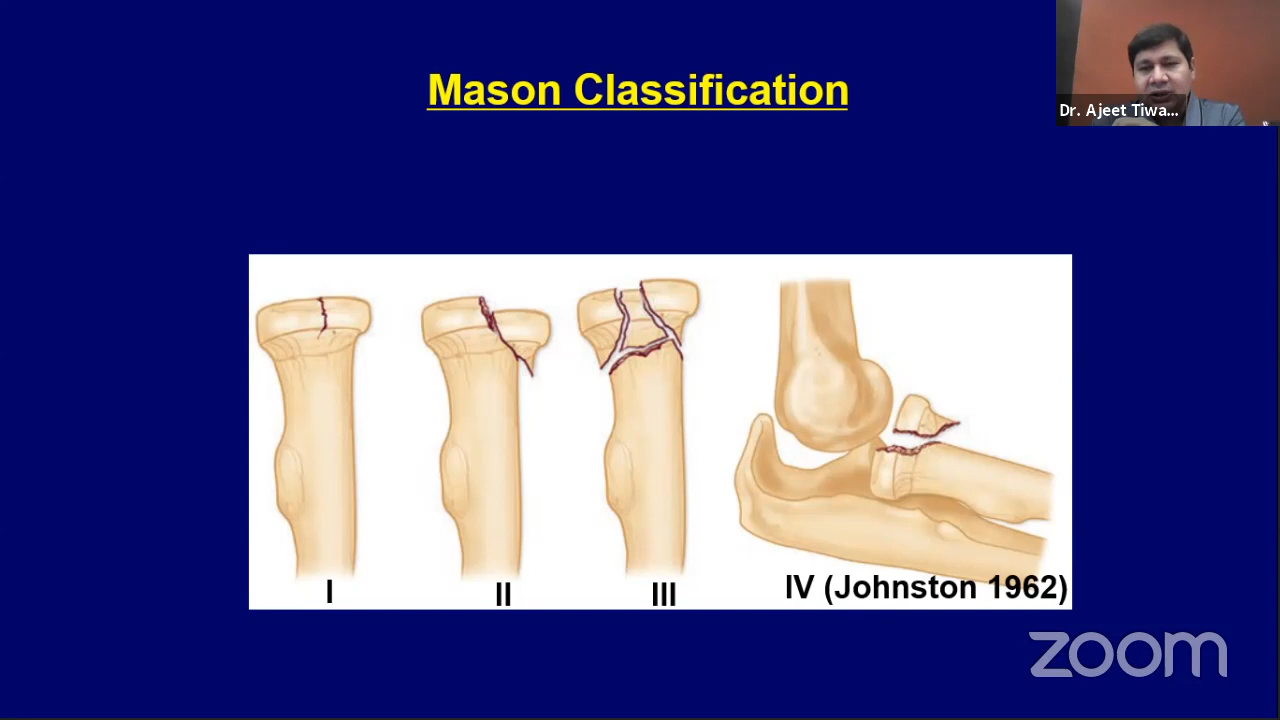 Mason Classification
Dr. Ajeet Tiwa...
I
II
III
IV (Johnston 1962)
zoom